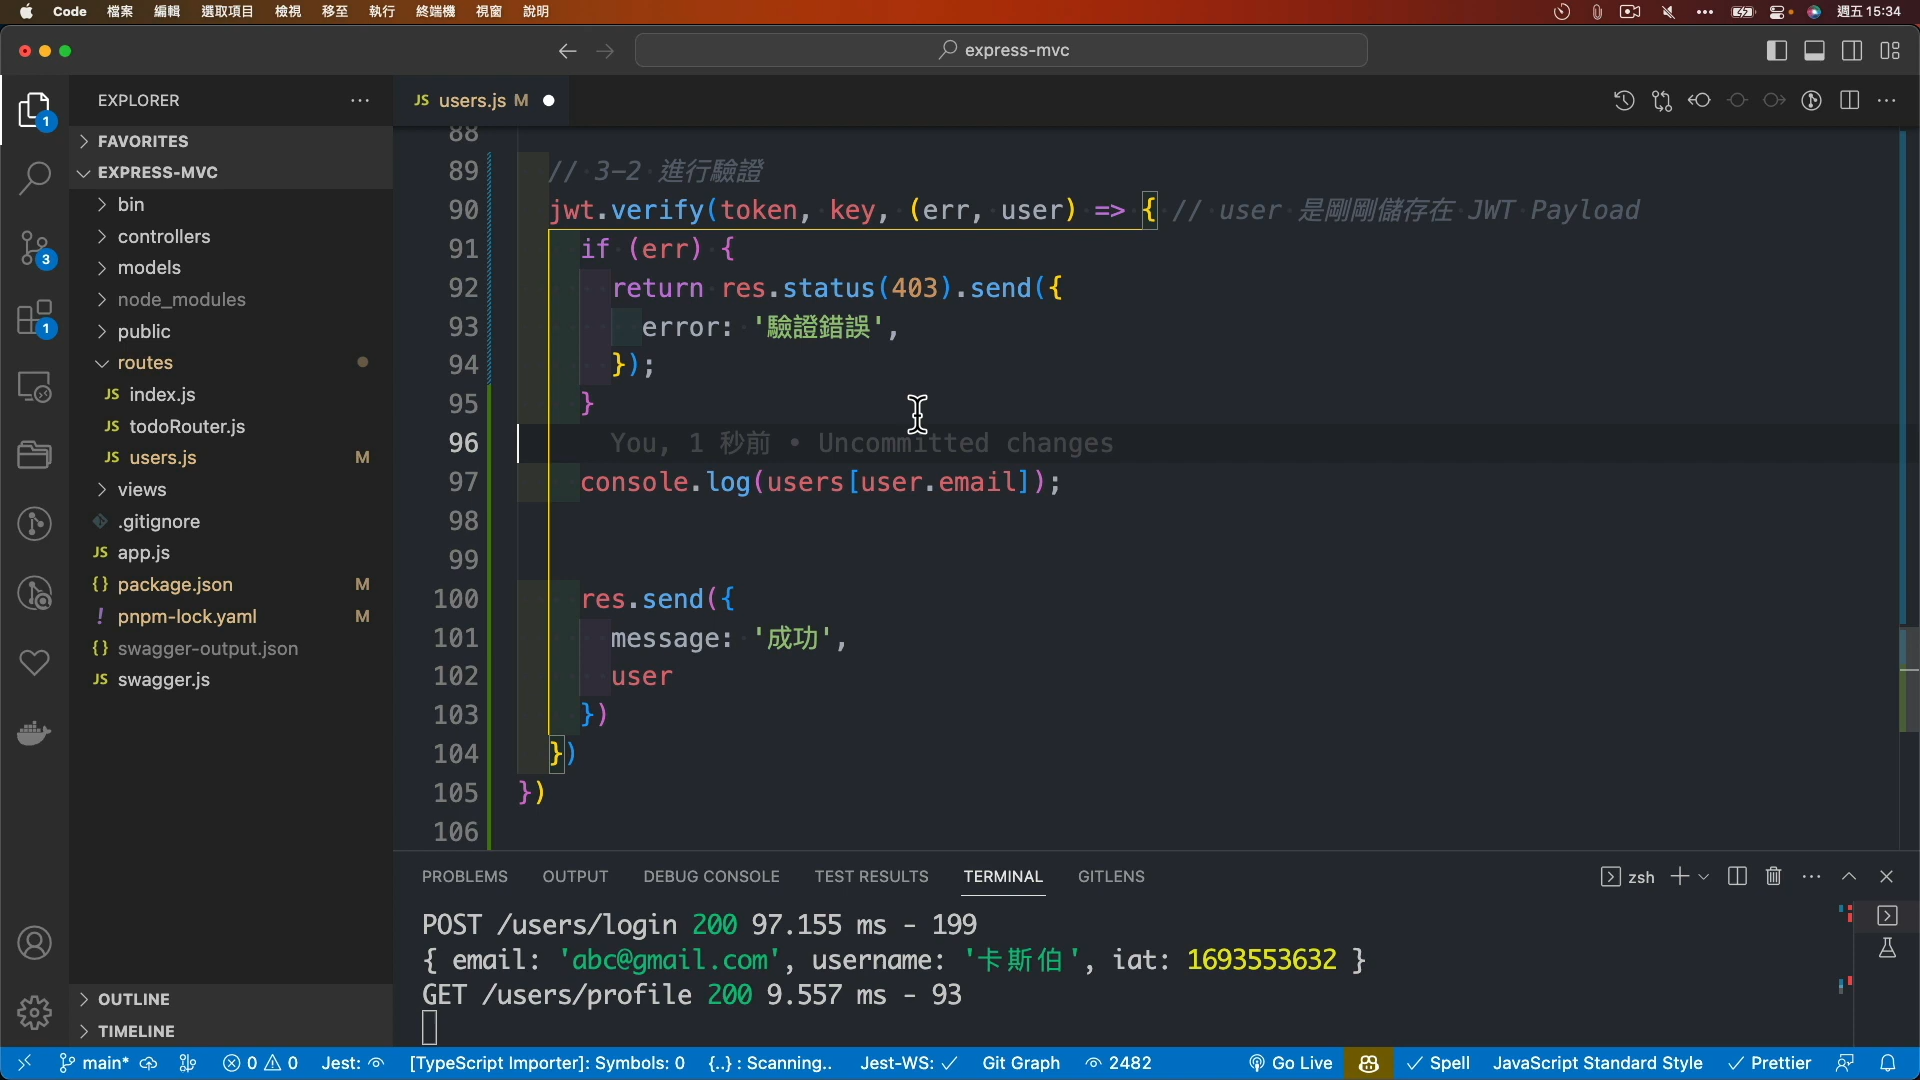 Code 檔案 編輯 選取項目 檢視 移至 執行 終端機 視窗 說明 週五 15:34
express-mvc
EXPLORER
FAVORITES
EXPRESS-MVC
bin
controllers
models
node_modules
public
routes
JS index.js
JS todoRouter.js
JS users.js M
views
.gitignore
JS app.js
{} package.json M
! pnpm-lock.yaml M
{} swagger-output.json
JS swagger.js
OUTLINE
TIMELINE
1
3
1
JS users.js M
88
89 // 3-2 進行驗證
90 jwt.verify(token, key, (err, user) => { // user 是剛剛儲存在 JWT Payload
91 if (err) {
92 return res.status(403).send({
93 error: '驗證錯誤',
94 });
95 }
96 You, 1 秒前 • Uncommitted changes
97 console.log(users[user.email]);
98
99
100 res.send({
101 message: '成功',
102 user
103 })
104 })
105 })
106
PROBLEMS OUTPUT DEBUG CONSOLE TEST RESULTS TERMINAL GITLENS zsh
POST /users/login 200 97.155 ms - 199
{ email: 'abc@gmail.com', username: '卡斯伯', iat: 1693553632 }
GET /users/profile 200 9.557 ms - 93
main* 0 0 Jest: [TypeScript Importer]: Symbols: 0 {..} : Scanning.. Jest-WS: Git Graph 2482 Go Live Spell JavaScript Standard Style Prettier